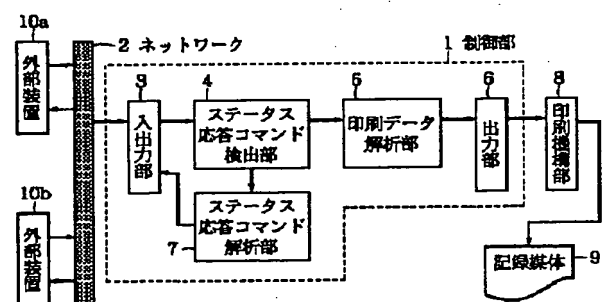 10a
2 ネットワーク
1 制御部
外部装置
3
4
5
6
8
入出力部
ステータス
応答コマンド
検出部
印刷データ
解析部
出力部
印刷機構部
10b
外部装置
ステータス
応答コマンド
解析部
7
記録媒体
9